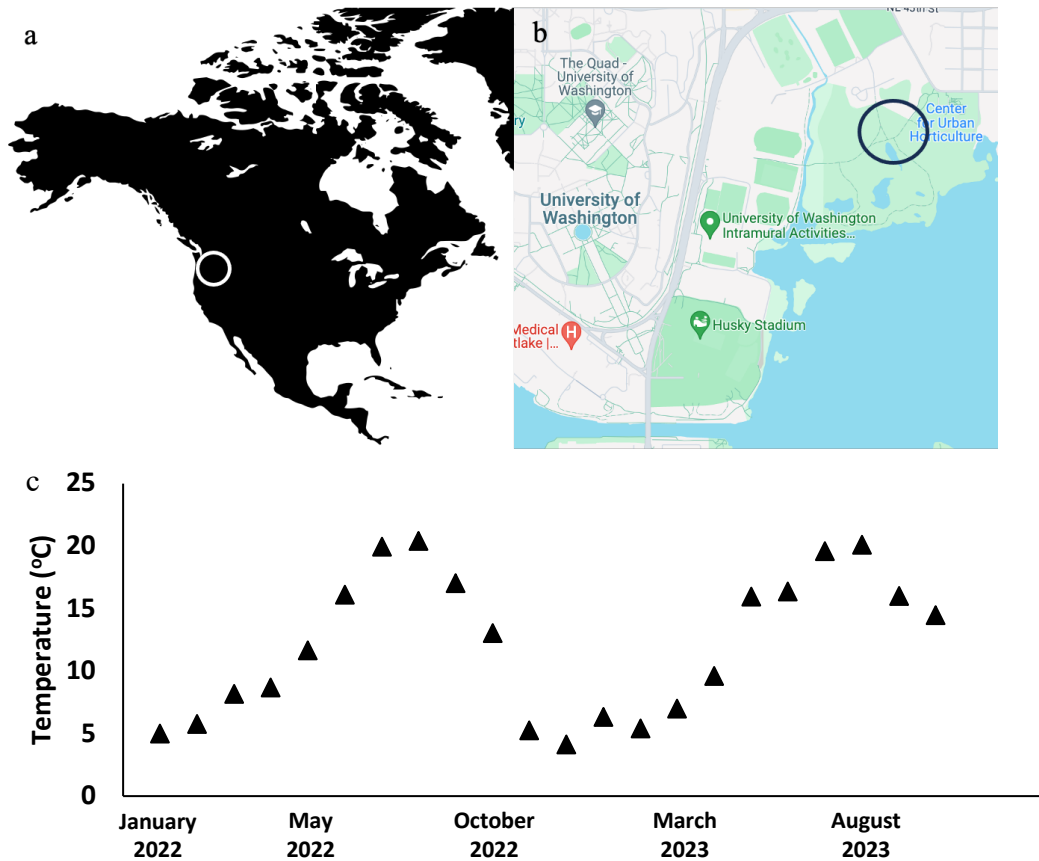 a
b
NE 45th St
The Quad -
University of
Washington
Center
for Urban
Horticulture
ry
University of
Washington
University of Washington
Intramural Activities...
Husky Stadium
Medical
tlake |...
H
c
25
20
15
10
5
0
Temperature (ºC)
January
2022
May
2022
October
2022
March
2023
August
2023